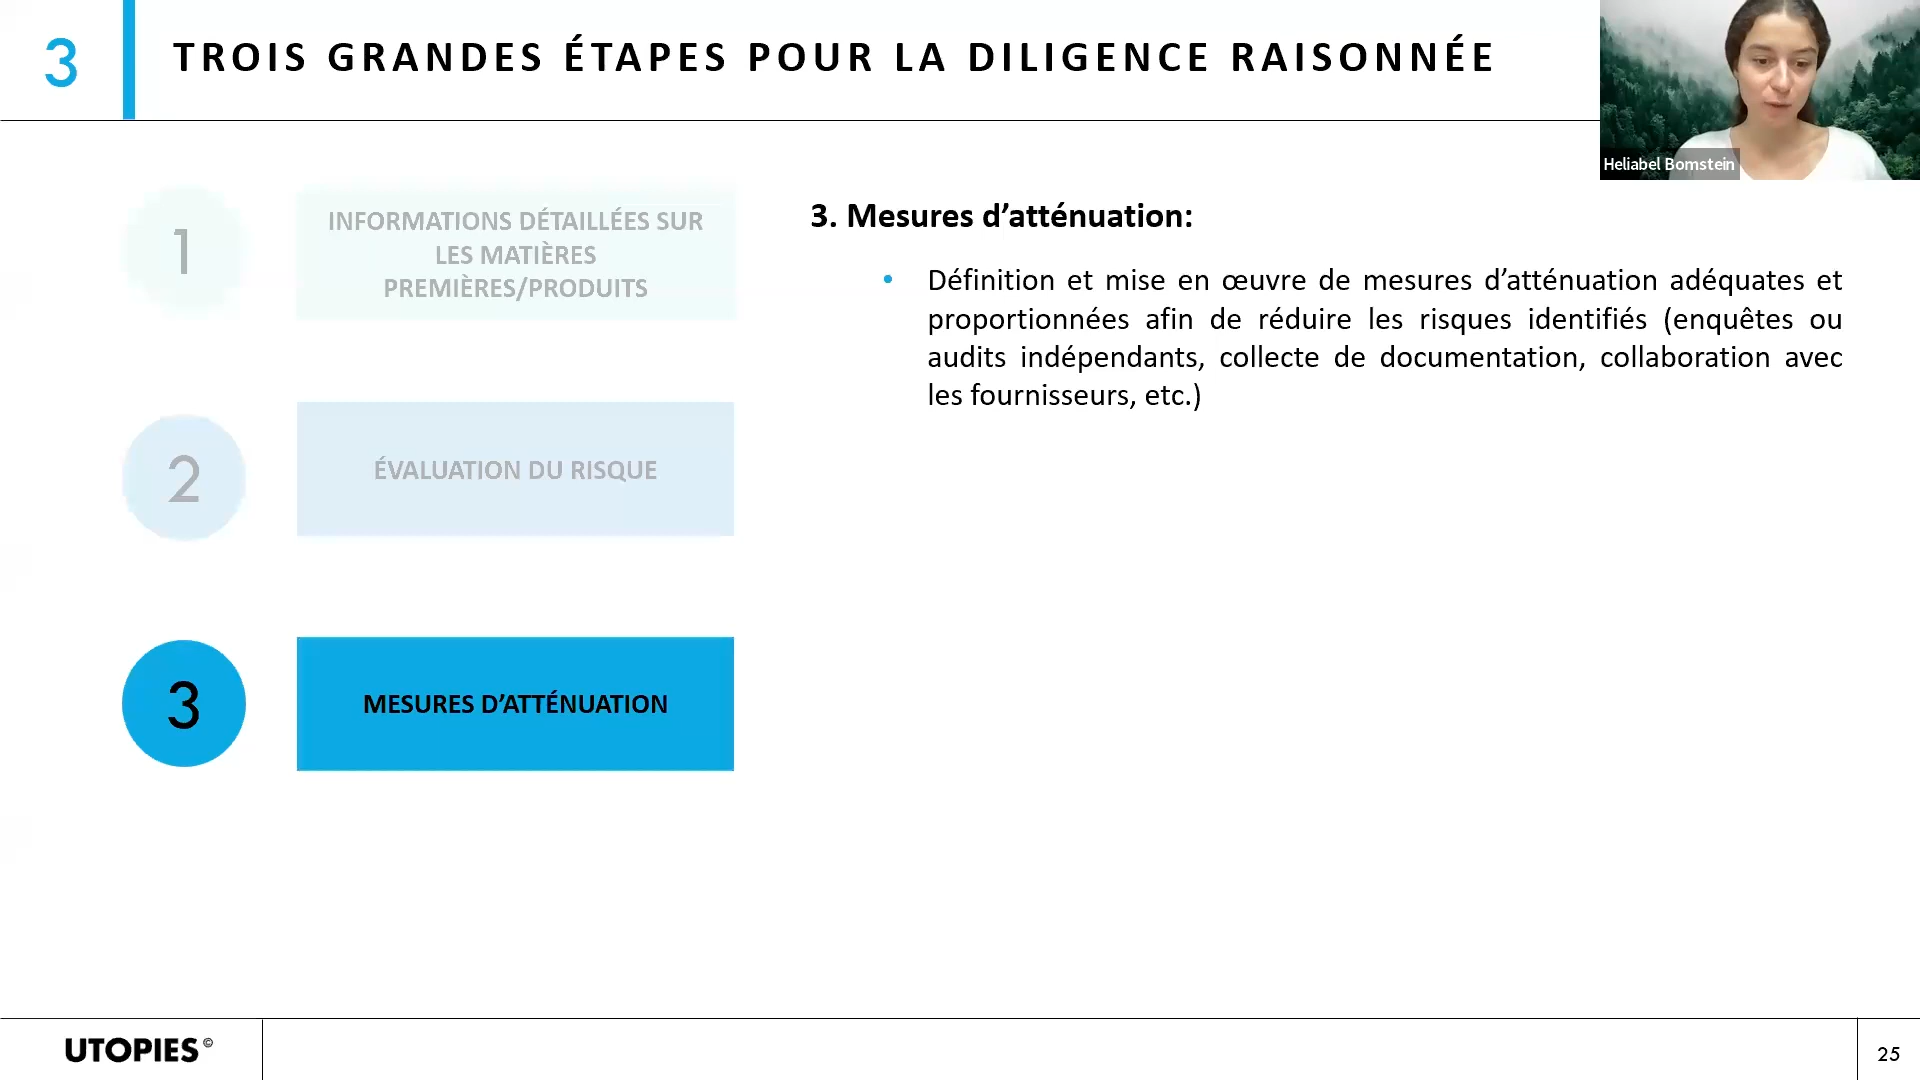 3
TROIS GRANDES ÉTAPES POUR LA DILIGENCE RAISONNÉE
Heliabel Bomstein
1
INFORMATIONS DÉTAILLÉES SUR
LES MATIÈRES
PREMIÈRES/PRODUITS
2
ÉVALUATION DU RISQUE
3
MESURES D’ATTÉNUATION
3. Mesures d’atténuation:
• Définition et mise en œuvre de mesures d’atténuation adéquates et
proportionnées afin de réduire les risques identifiés (enquêtes ou
audits indépendants, collecte de documentation, collaboration avec
les fournisseurs, etc.)
UTOPIES©
25